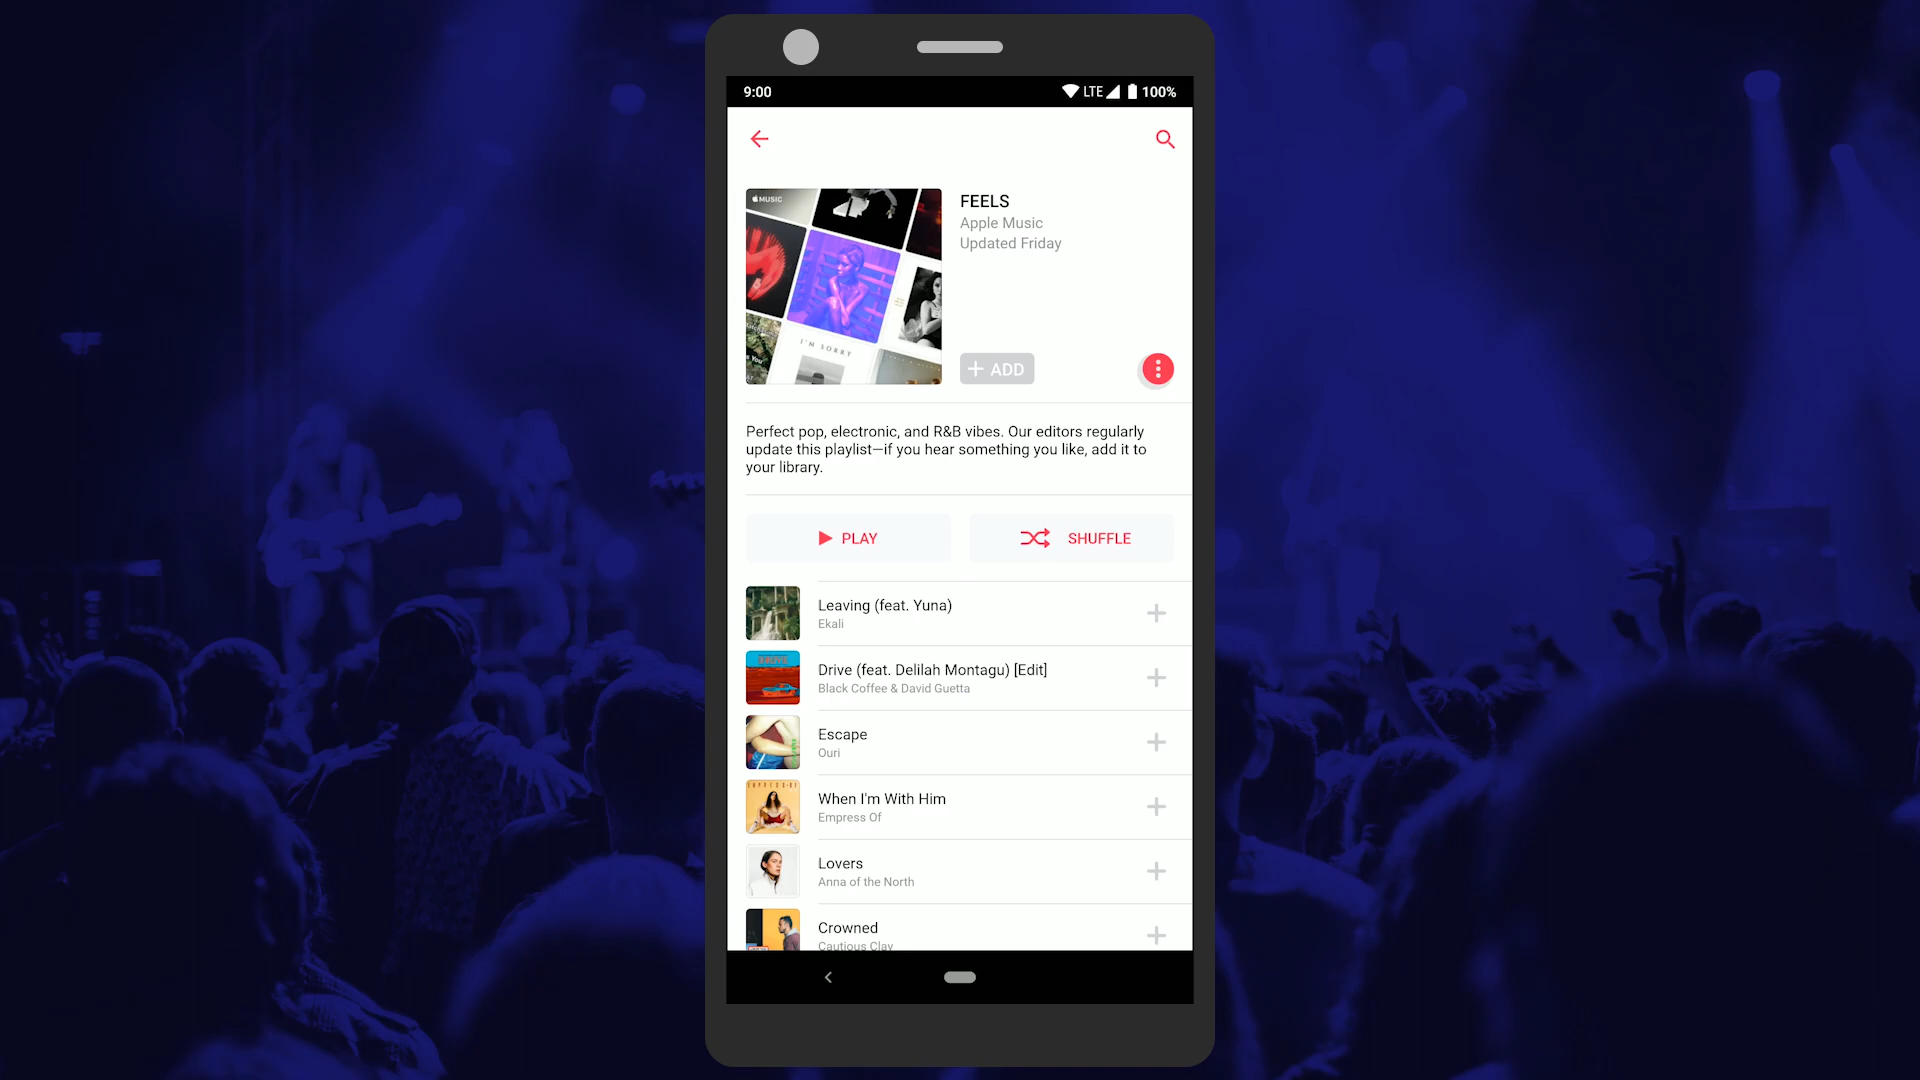 9:00 LTE 100%
MUSIC
I'M SORRY
FEELS
Apple Music
Updated Friday
+ ADD
Perfect pop, electronic, and R&B vibes. Our editors regularly
update this playlist—if you hear something you like, add it to
your library.
PLAY
SHUFFLE
Leaving (feat. Yuna)
Ekali
Drive (feat. Delilah Montagu) [Edit]
Black Coffee & David Guetta
Escape
Ouri
When I'm With Him
Empress Of
Lovers
Anna of the North
Crowned
Cautious Clay